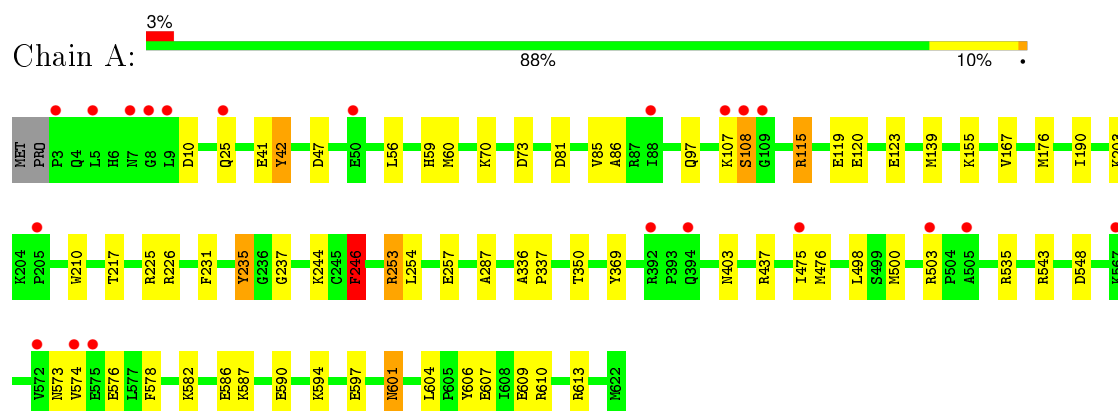 3%
Chain A:
88% 10% •
MET PRO P3 Q4 L5 H6 N7 G8 L9 D10 Q25 E41 Y42 D47 E50 L56 H59 M60 K70 D73 D81 V85 A86 R87 I88 Q97 K107 S108 G109 R115 E119 E120 E123 M139 K155 V167 M176 I190 K203
K204 P205 W210 T217 R225 R226 F231 Y235 G236 G237 K244 C245 F246 R253 L254 E257 A287 A336 P337 T350 Y369 R392 P393 Q394 N403 R437 I475 M476 L498 S499 M500 R503 P504 A505 R535 R543 D548 K567
V572 N573 V574 E575 E576 L577 F578 K582 E586 K587 E590 K594 E597 N601 L604 P605 Y606 E607 I608 E609 R610 R613 M622